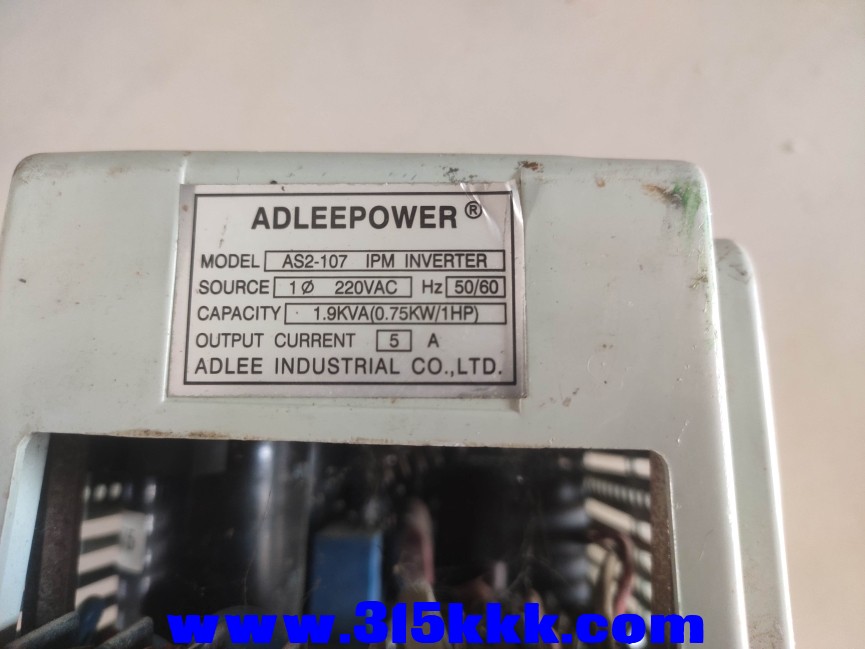 ADLEEPOWER®
MODEL AS2-107 IPM INVERTER
SOURCE 1Ø 220VAC Hz 50/60
CAPACITY 1.9KVA(0.75KW/1HP)
OUTPUT CURRENT 5 A
ADLEE INDUSTRIAL CO.,LTD.
www.315kkk.com